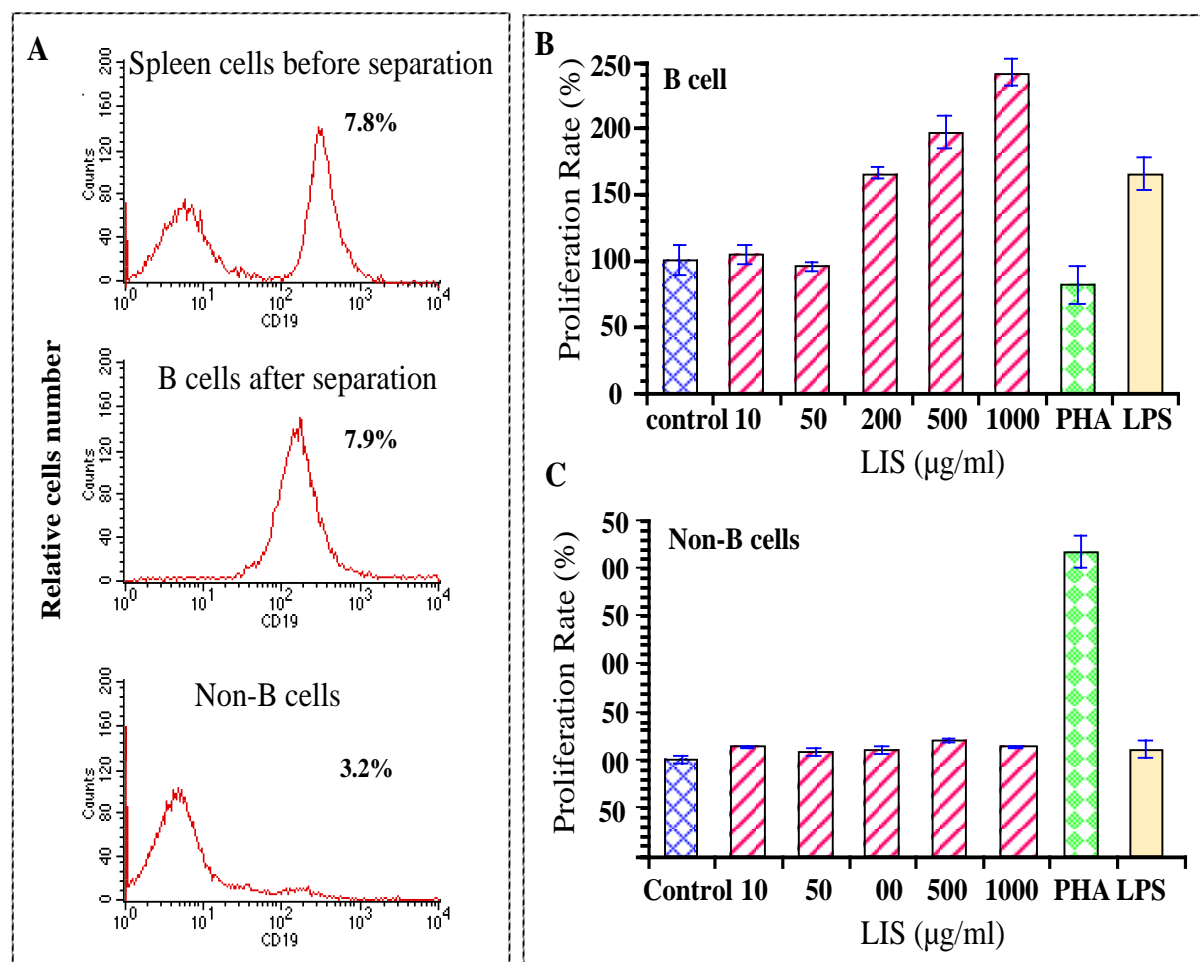 A
Spleen cells before separation
7.8%
Counts
200
160
120
80
40
0
10^0 10^1 10^2 10^3 10^4
CD19
B cells after separation
7.9%
Counts
200
160
120
80
40
0
10^0 10^1 10^2 10^3 10^4
CD19
Non-B cells
3.2%
Counts
200
160
120
80
40
0
10^0 10^1 10^2 10^3 10^4
CD19
Relative cells number
B
B cell
Proliferation Rate (%)
250
200
150
100
50
0
control 10 50 200 500 1000 PHA LPS
LIS (µg/ml)
C
Non-B cells
Proliferation Rate (%)
50
00
50
00
50
00
50
Control 10 50 00 500 1000 PHA LPS
LIS (µg/ml)